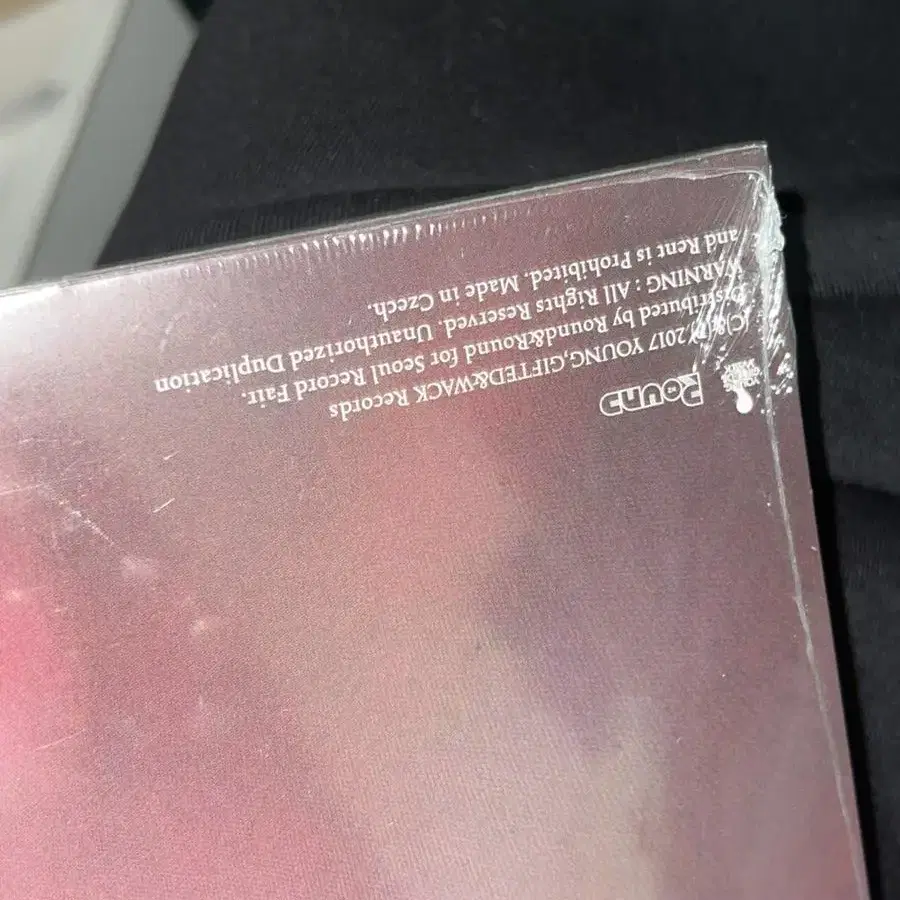 ROUND
(C)&(P) 2017 YOUNG,GIFTED&WACK Records
Distributed by Round&Round for Seoul Record Fair.
WARNING : All Rights Reserved. Unauthorized Duplication
and Rent is Prohibited. Made in Czech.